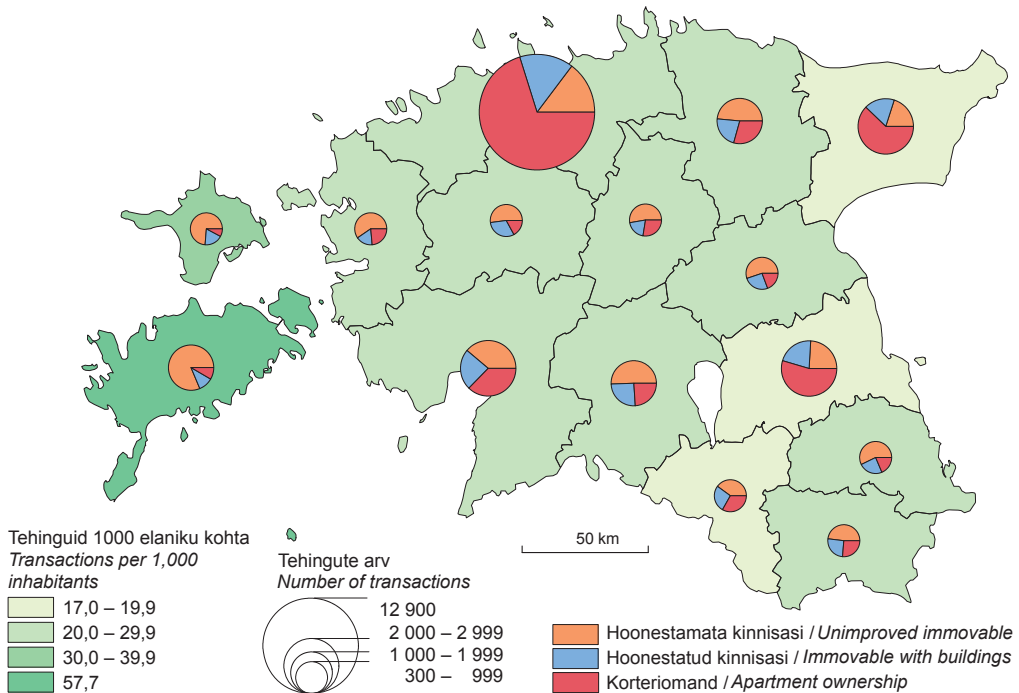 Tehinguid 1000 elaniku kohta
Transactions per 1,000
inhabitants
17,0 – 19,9
20,0 – 29,9
30,0 – 39,9
57,7
Tehingute arv
Number of transactions
12 900
2 000 – 2 999
1 000 – 1 999
300 – 999
50 km
Hoonestamata kinnisasi / Unimproved immovable
Hoonestatud kinnisasi / Immovable with buildings
Korteriomand / Apartment ownership